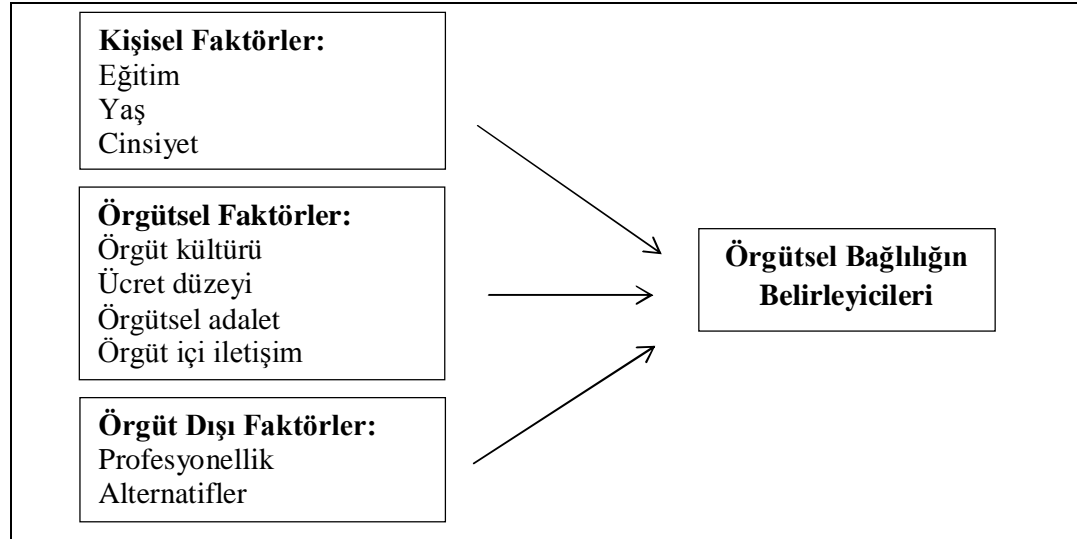 Kişisel Faktörler:
Eğitim
Yaş
Cinsiyet
Örgütsel Faktörler:
Örgüt kültürü
Ücret düzeyi
Örgütsel adalet
Örgüt içi iletişim
Örgüt Dışı Faktörler:
Profesyonellik
Alternatifler
Örgütsel Bağlılığın
Belirleyicileri